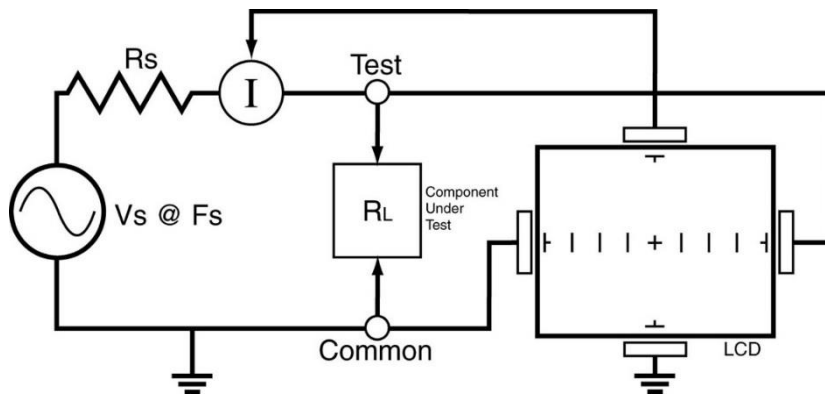 Rs
I
Test
Vs @ Fs
RL
Component
Under
Test
Common
LCD